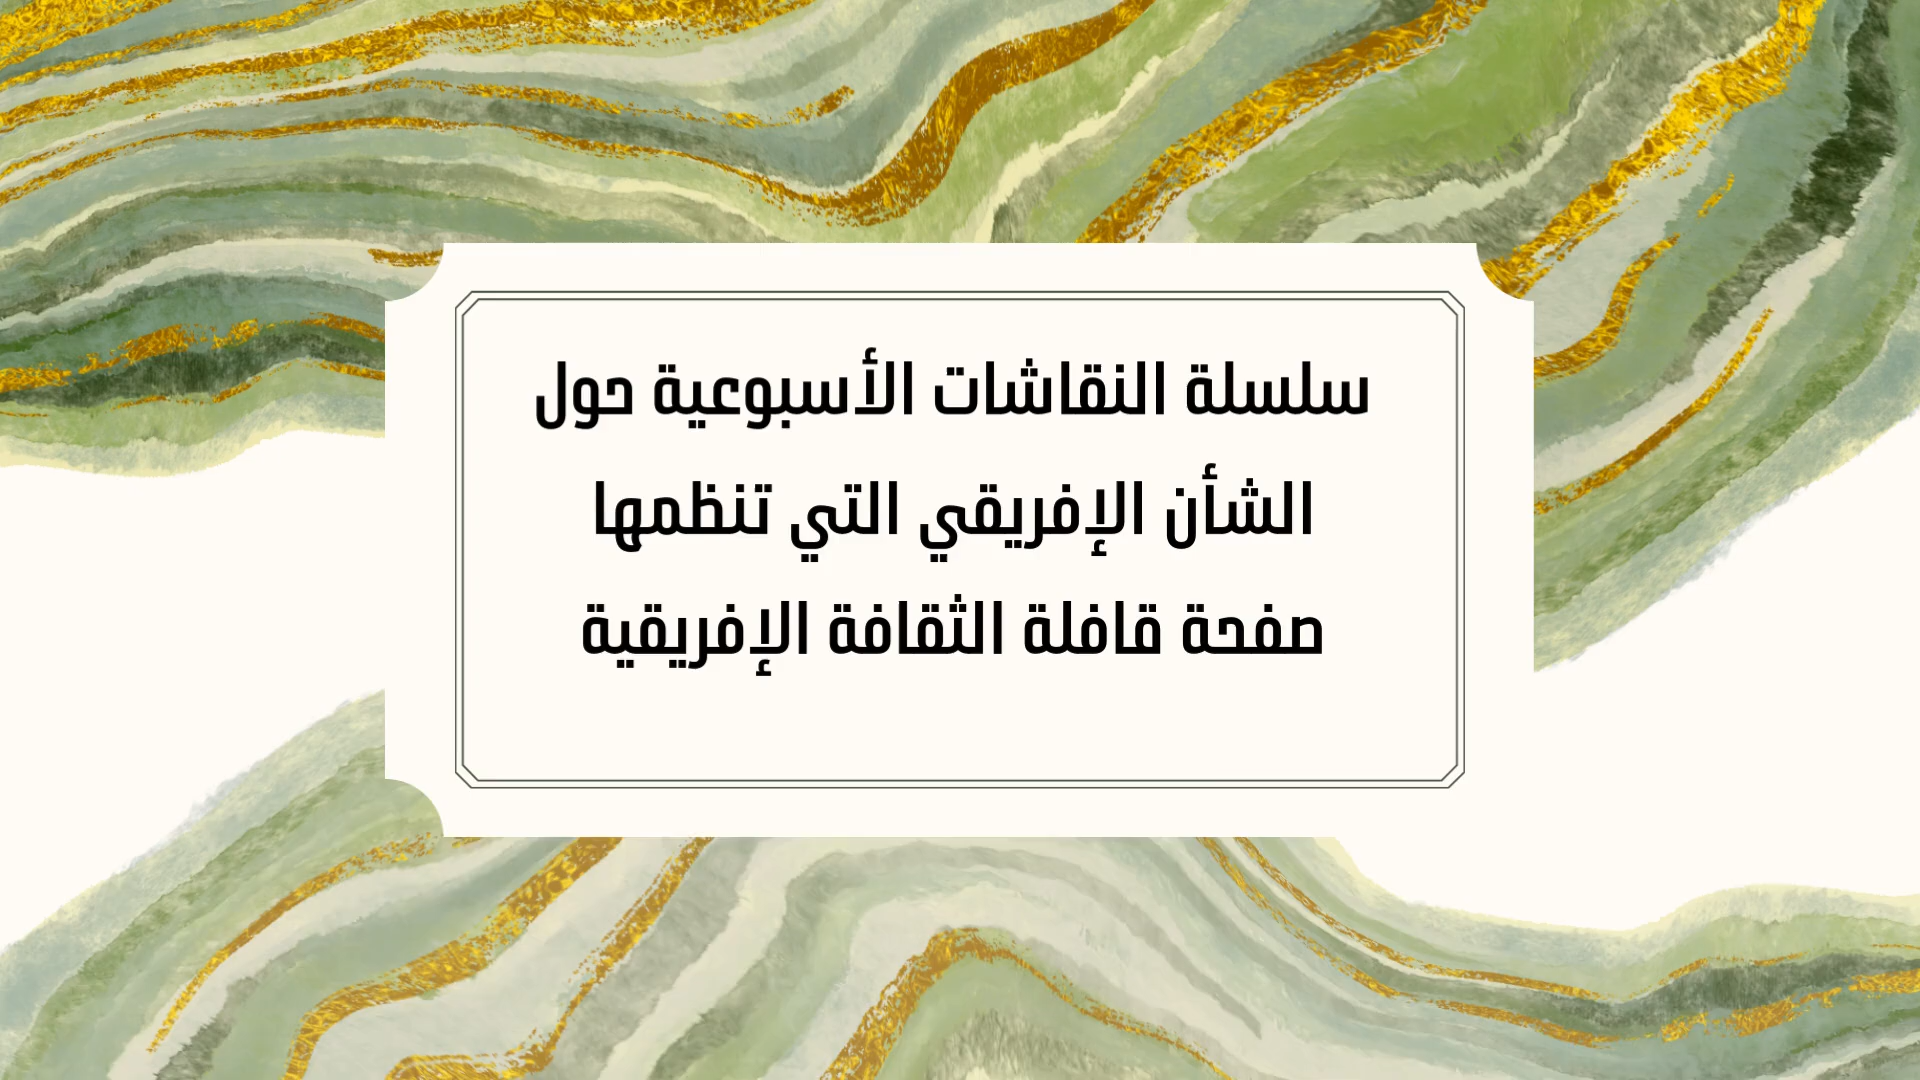 سلسلة النقاشات الأسبوعية حول
الشأن الإفريقي التي تنظمها
صفحة قافلة الثقافة الإفريقية